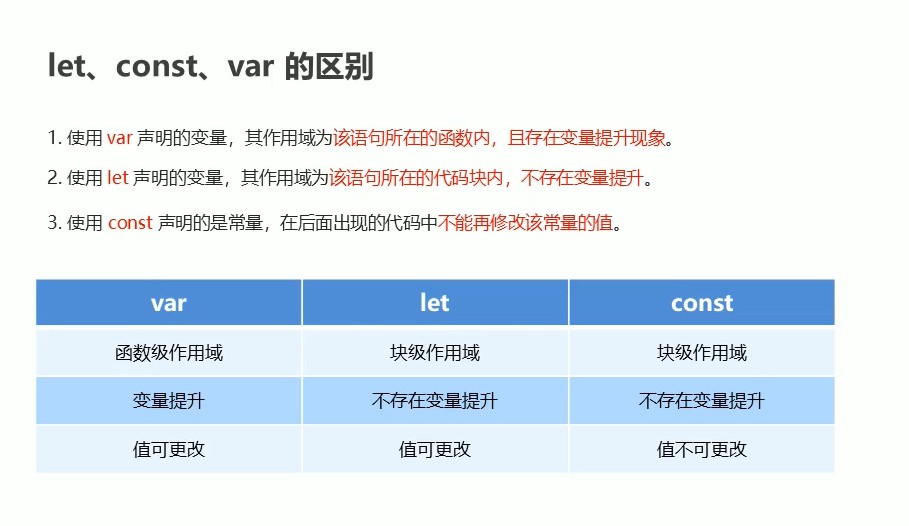 let、const、var 的区别
1. 使用 var 声明的变量，其作用域为该语句所在的函数内，且存在变量提升现象。
2. 使用 let 声明的变量，其作用域为该语句所在的代码块内，不存在变量提升。
3. 使用 const 声明的是常量，在后面出现的代码中不能再修改该常量的值。
var let const
函数级作用域 块级作用域 块级作用域
变量提升 不存在变量提升 不存在变量提升
值可更改 值可更改 值不可更改